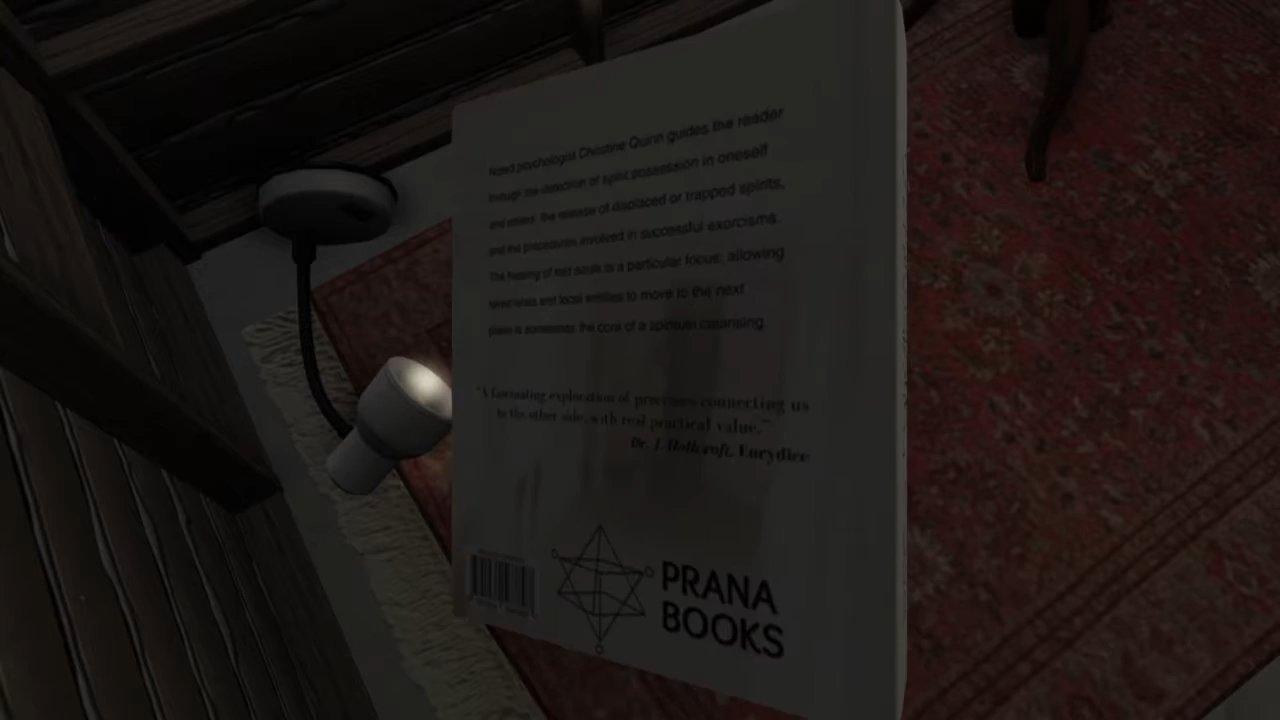 Noted psychologist Christine Quinn guides the reader
through the detection of spirit possession in oneself
and others, the release of displaced or trapped spirits,
and the procedures involved in successful exorcisms.
The freeing of lost souls to a particular focus, allowing
and local entities to move to the next
plane is sometimes the core of a spiritual cleansing.
"A fascinating exploration of processes connecting us
to the other side, with real practical value,"
Dr. J. Hollcroft, Eurydice
PRANA
BOOKS